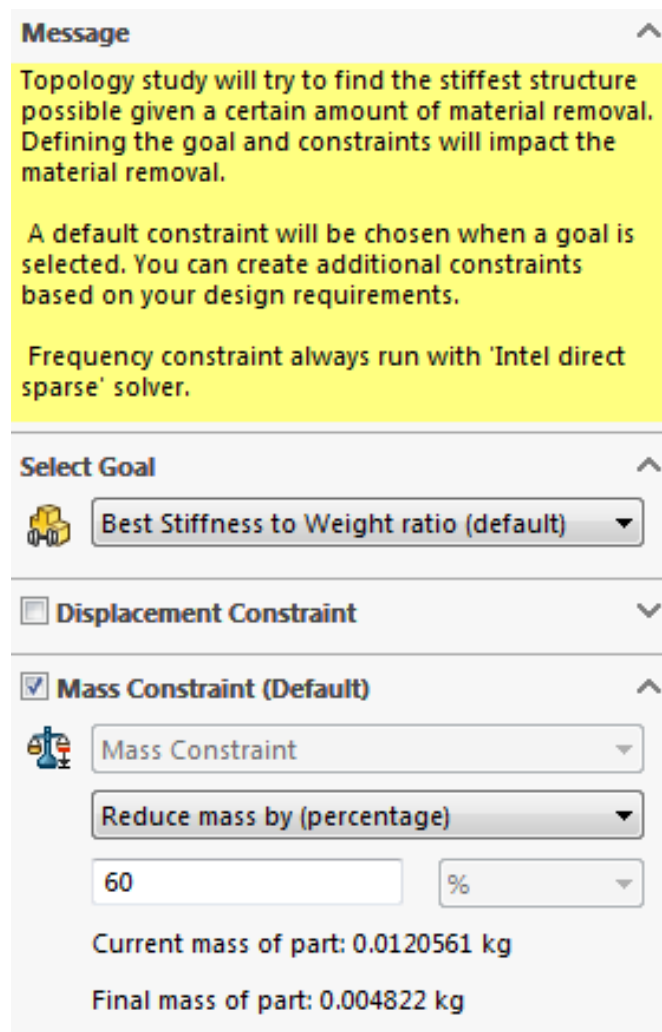 Message
Topology study will try to find the stiffest structure
possible given a certain amount of material removal.
Defining the goal and constraints will impact the
material removal.
A default constraint will be chosen when a goal is
selected. You can create additional constraints
based on your design requirements.
Frequency constraint always run with 'Intel direct
sparse' solver.
Select Goal
Best Stiffness to Weight ratio (default)
Displacement Constraint
Mass Constraint (Default)
Mass Constraint
Reduce mass by (percentage)
60 %
Current mass of part: 0.0120561 kg
Final mass of part: 0.004822 kg